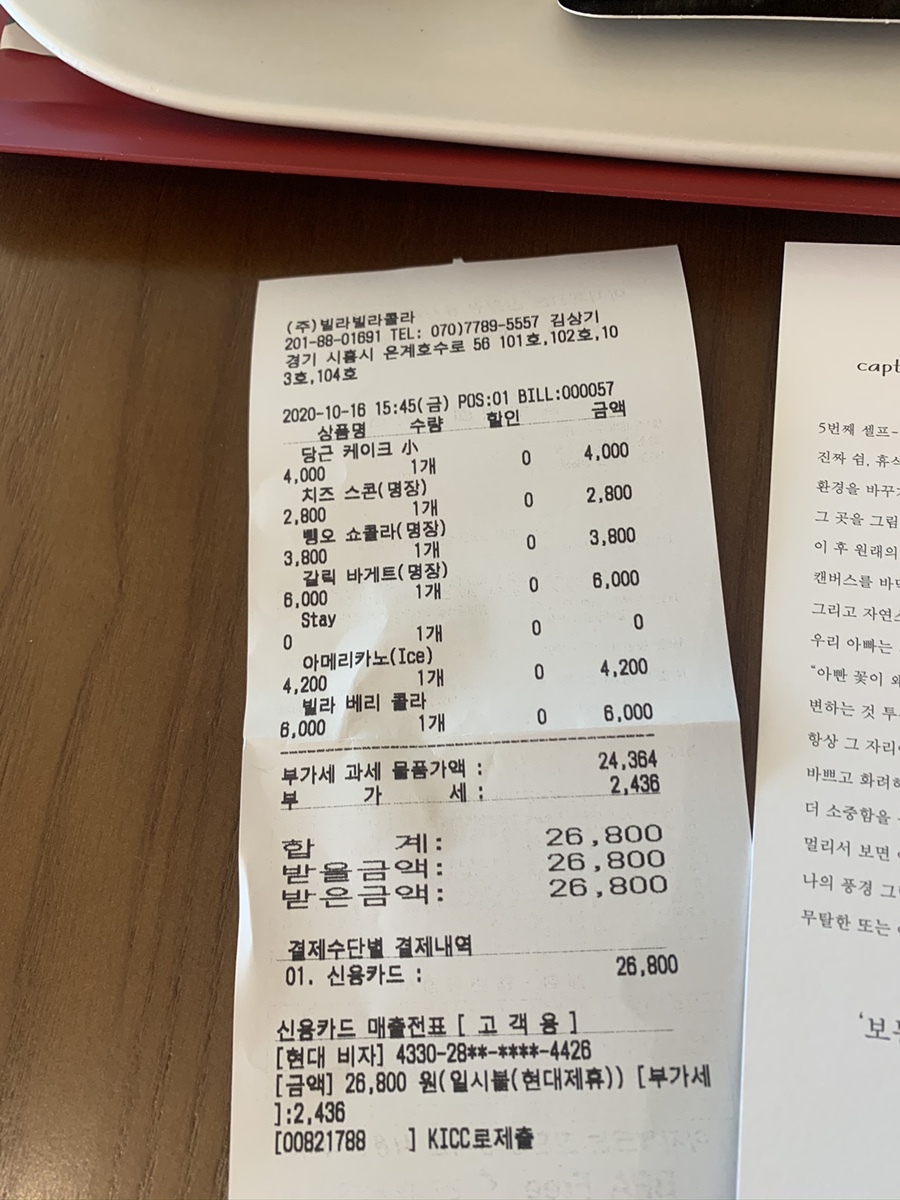 (주)빌라빌라콜라
201-88-01691 TEL: 070)7789-5557 김상기
경기 시흥시 은계호수로 56 101호,102호,10
3호,104호
2020-10-16 15:45(금) POS:01 BILL:000057
상품명 수량 할인 금액
당근 케이크 小
4,000 1개 0 4,000
치즈 스콘(명장)
2,800 1개 0 2,800
뺑오 쇼콜라(명장)
3,800 1개 0 3,800
갈릭 바게트(명장)
6,000 1개 0 6,000
Stay
0 1개 0 0
아메리카노(Ice)
4,200 1개 0 4,200
빌라 베리 콜라
6,000 1개 0 6,000
부가세 과세 물품가액 : 24,364
부 가 세 : 2,436
합 계: 26,800
받을금액: 26,800
받은금액: 26,800
결제수단별 결제내역
01. 신용카드 : 26,800
신용카드 매출전표 [ 고 객 용 ]
[현대 비자] 4330-28**-****-4426
[금액] 26,800 원(일시불(현대제휴)) [부가세
]:2,436
[00821788 ] KICC로제출
capt
5번째 셀프-
진짜 쉼, 휴식
환경을 바꾸
그 곳을 그림
이 후 원래의
캔버스를 바
그리고 자연스
우리 아빠는
“아빤 꽃이 왜
변하는 것 투
항상 그 자리
바쁘고 화려하
더 소중함을
멀리서 보면
나의 풍경 그
무탈한 또는
‘보